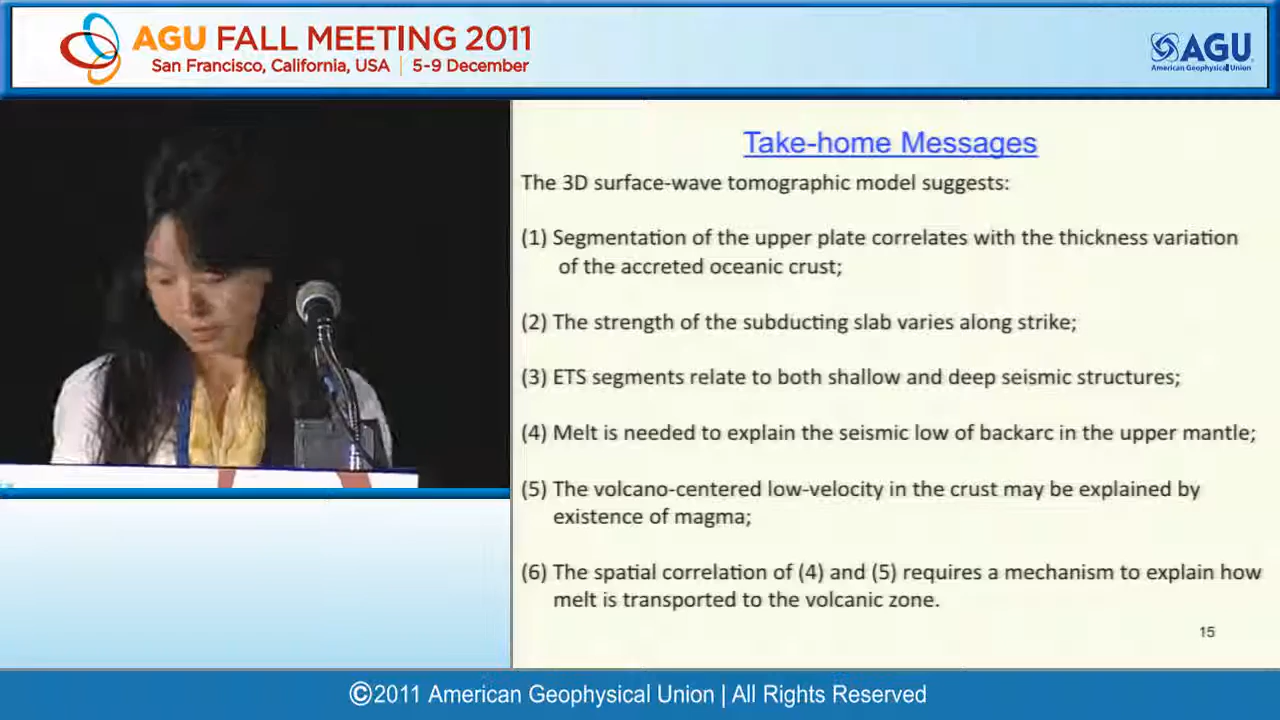 AGU FALL MEETING 2011
San Francisco, California, USA | 5-9 December
AGU
American Geophysical Union
Take-home Messages
The 3D surface-wave tomographic model suggests:
(1) Segmentation of the upper plate correlates with the thickness variation
of the accreted oceanic crust;
(2) The strength of the subducting slab varies along strike;
(3) ETS segments relate to both shallow and deep seismic structures;
(4) Melt is needed to explain the seismic low of backarc in the upper mantle;
(5) The volcano-centered low-velocity in the crust may be explained by
existence of magma;
(6) The spatial correlation of (4) and (5) requires a mechanism to explain how
melt is transported to the volcanic zone.
15
©2011 American Geophysical Union | All Rights Reserved